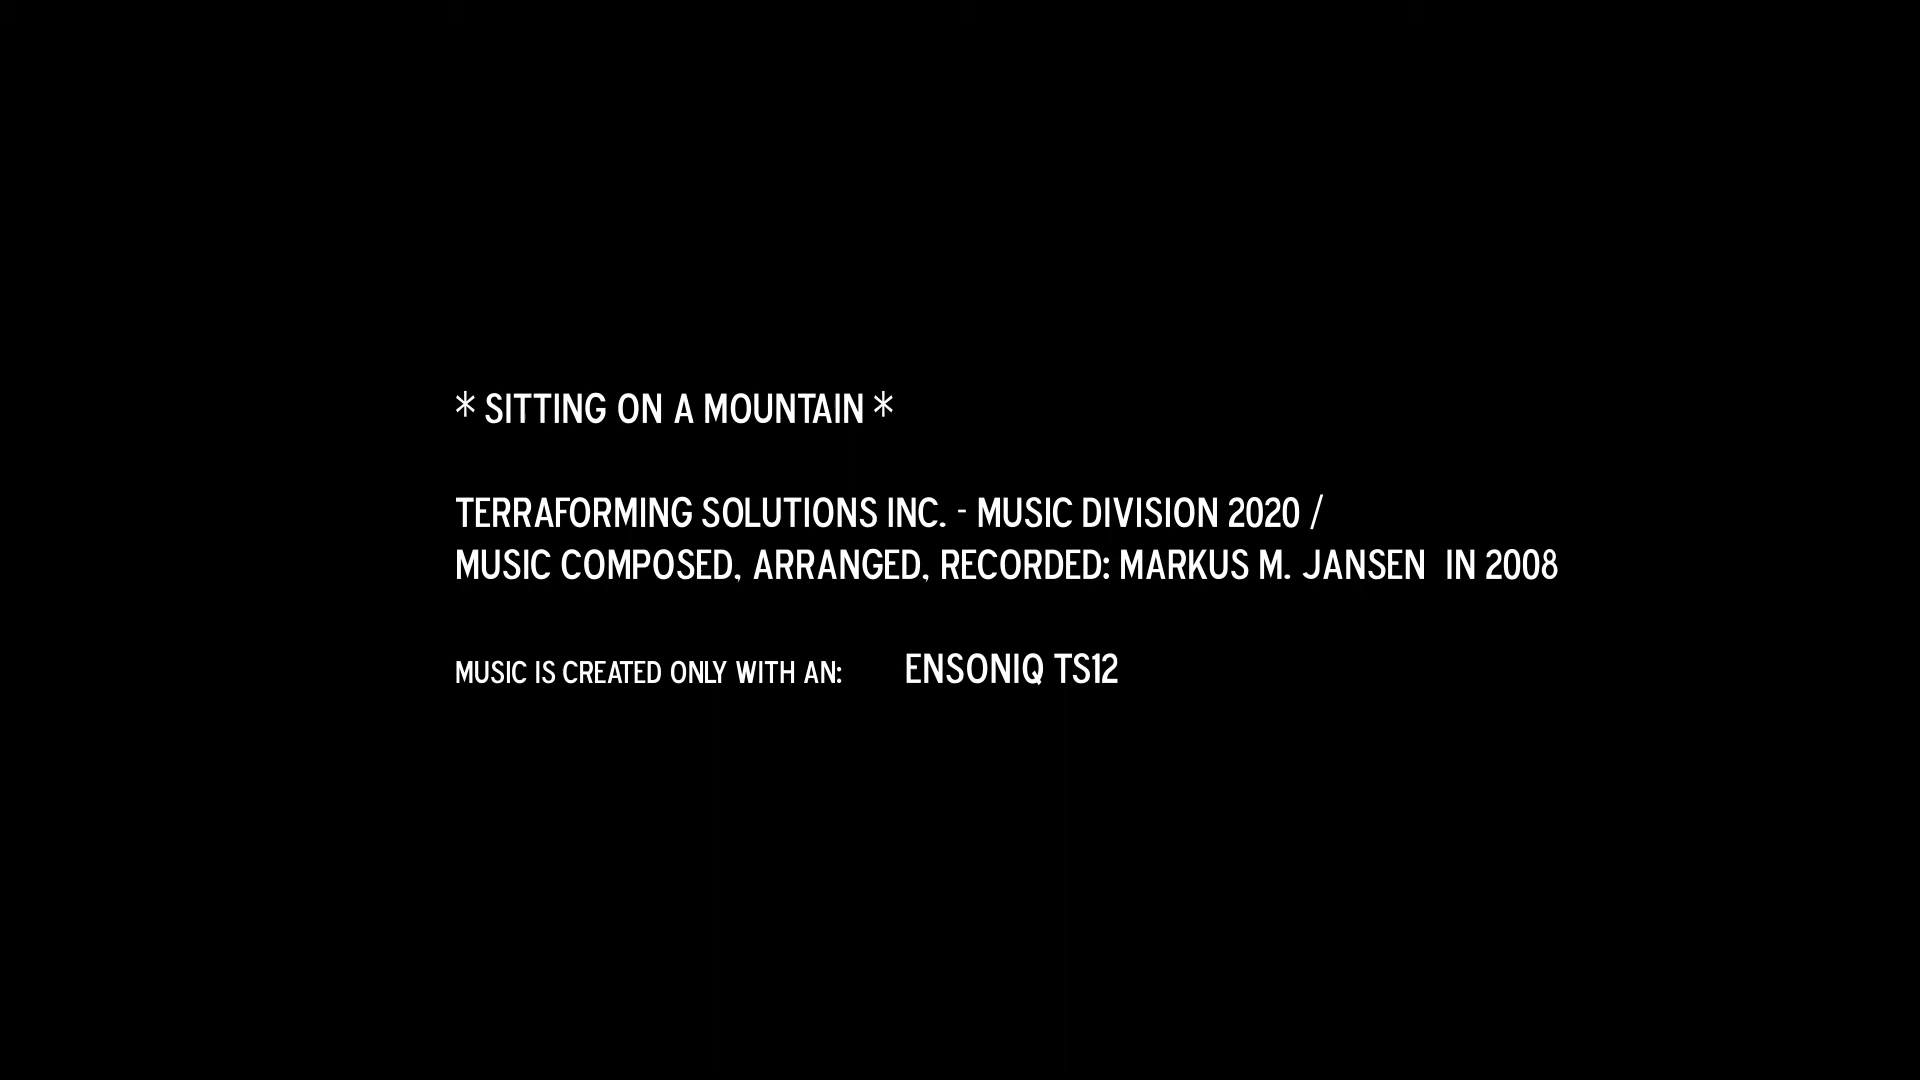 * SITTING ON A MOUNTAIN *
TERRAFORMING SOLUTIONS INC. - MUSIC DIVISION 2020 /
MUSIC COMPOSED, ARRANGED, RECORDED: MARKUS M. JANSEN IN 2008
MUSIC IS CREATED ONLY WITH AN: ENSONIQ TS12